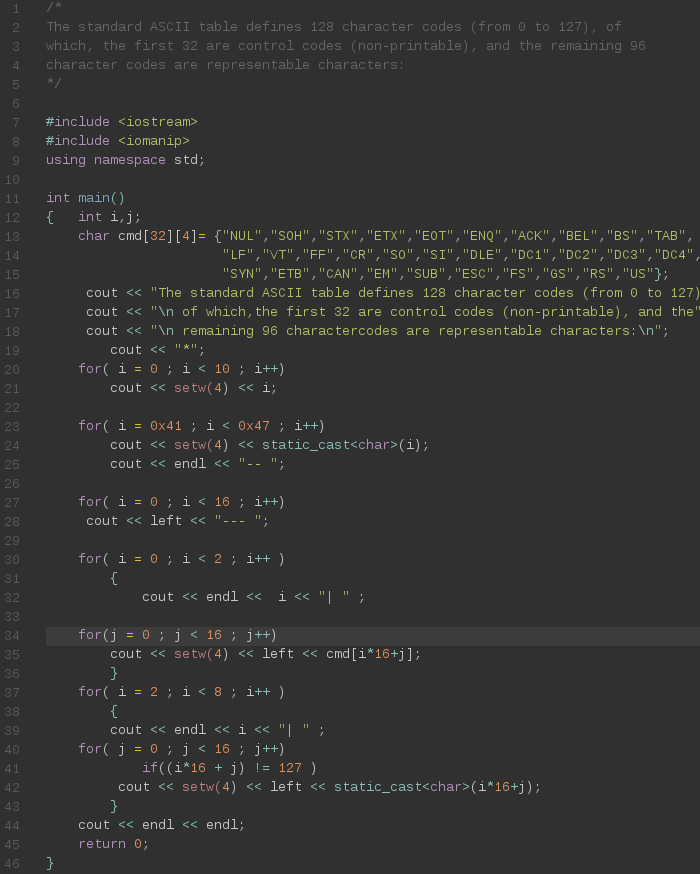 1 /*
2 The standard ASCII table defines 128 character codes (from 0 to 127), of
3 which, the first 32 are control codes (non-printable), and the remaining 96
4 character codes are representable characters:
5 */
6
7 #include <iostream>
8 #include <iomanip>
9 using namespace std;
10
11 int main()
12 {   int i,j;
13     char cmd[32][4]= {"NUL","SOH","STX","ETX","EOT","ENQ","ACK","BEL","BS","TAB",
14                       "LF","VT","FF","CR","SO","SI","DLE","DC1","DC2","DC3","DC4",
15                       "SYN","ETB","CAN","EM","SUB","ESC","FS","GS","RS","US"};
16      cout << "The standard ASCII table defines 128 character codes (from 0 to 127)
17      cout << "\n of which,the first 32 are control codes (non-printable), and the"
18      cout << "\n remaining 96 charactercodes are representable characters:\n";
19         cout << "*";
20     for( i = 0 ; i < 10 ; i++)
21         cout << setw(4) << i;
22
23     for( i = 0x41 ; i < 0x47 ; i++)
24         cout << setw(4) << static_cast<char>(i);
25         cout << endl << "-- ";
26
27     for( i = 0 ; i < 16 ; i++)
28      cout << left << "--- ";
29
30     for( i = 0 ; i < 2 ; i++ )
31         {
32             cout << endl <<  i << "| " ;
33
34     for(j = 0 ; j < 16 ; j++)
35         cout << setw(4) << left << cmd[i*16+j];
36         }
37     for( i = 2 ; i < 8 ; i++ )
38         {
39         cout << endl << i << "| " ;
40     for( j = 0 ; j < 16 ; j++)
41             if((i*16 + j) != 127 )
42          cout << setw(4) << left << static_cast<char>(i*16+j);
43         }
44     cout << endl << endl;
45     return 0;
46 }